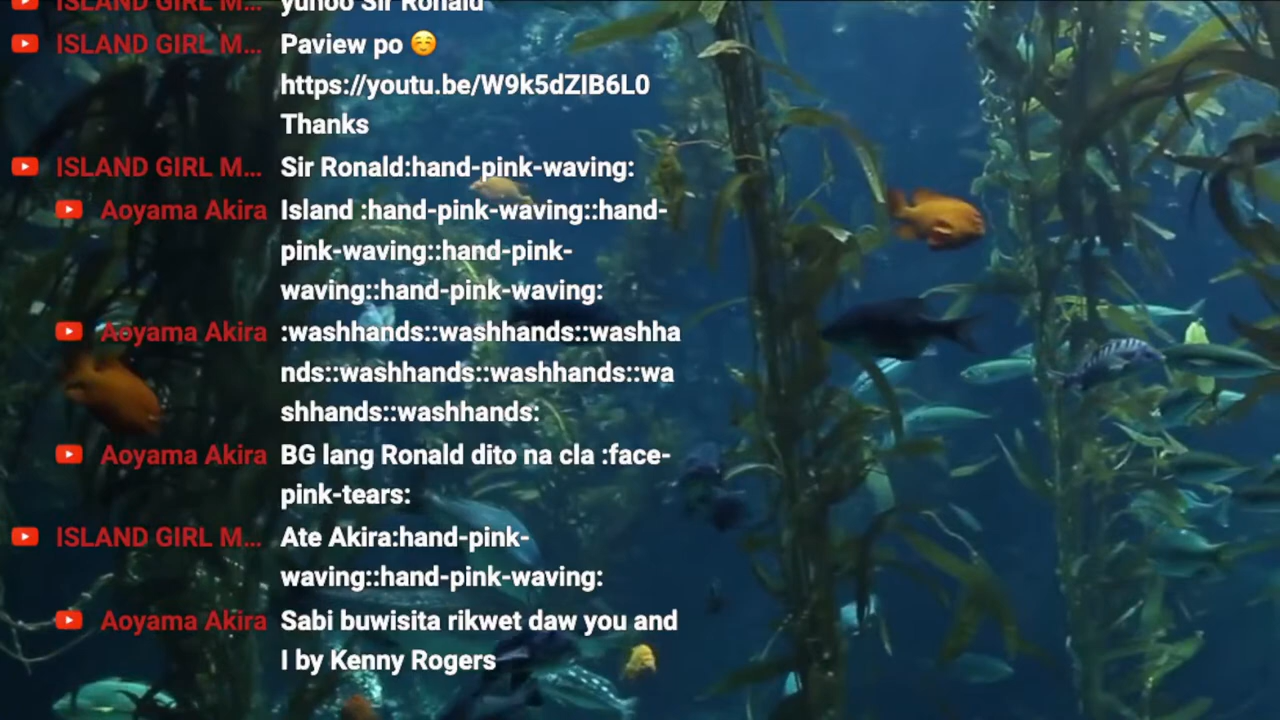 ISLAND GIRL M... yuhoo Sir Ronald
ISLAND GIRL M... Paview po ☺️
https://youtu.be/W9k5dZIB6L0
Thanks
ISLAND GIRL M... Sir Ronald:hand-pink-waving:
Aoyama Akira Island :hand-pink-waving::hand-
pink-waving::hand-pink-
waving::hand-pink-waving:
Aoyama Akira :washhands::washhands::washha
nds::washhands::washhands::wa
shhands::washhands:
Aoyama Akira BG lang Ronald dito na cla :face-
pink-tears:
ISLAND GIRL M... Ate Akira:hand-pink-
waving::hand-pink-waving:
Aoyama Akira Sabi buwisita rikwet daw you and
I by Kenny Rogers